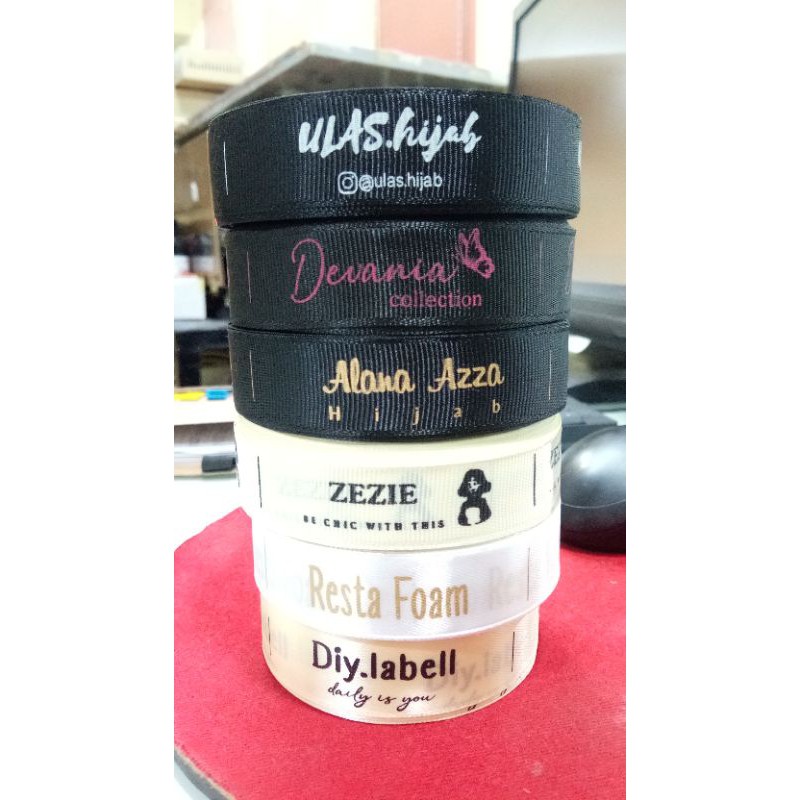 ULAS.hijab
@ulas.hijab
Devania
collection
Alana Azza
Hijab
ZEZIE
BE CHIC WITH THIS
Resta Foam
Diy.labell
daily is you